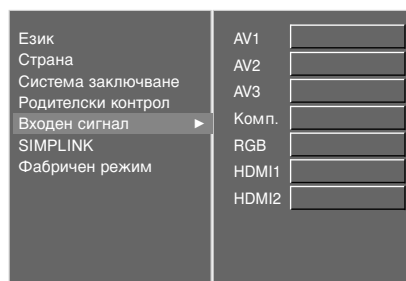 Език
Страна
Система заключване
Родителски контрол
Входен сигнал ►
SIMPLINK
Фабричен режим
AV1
AV2
AV3
Комп.
RGB
HDMI1
HDMI2